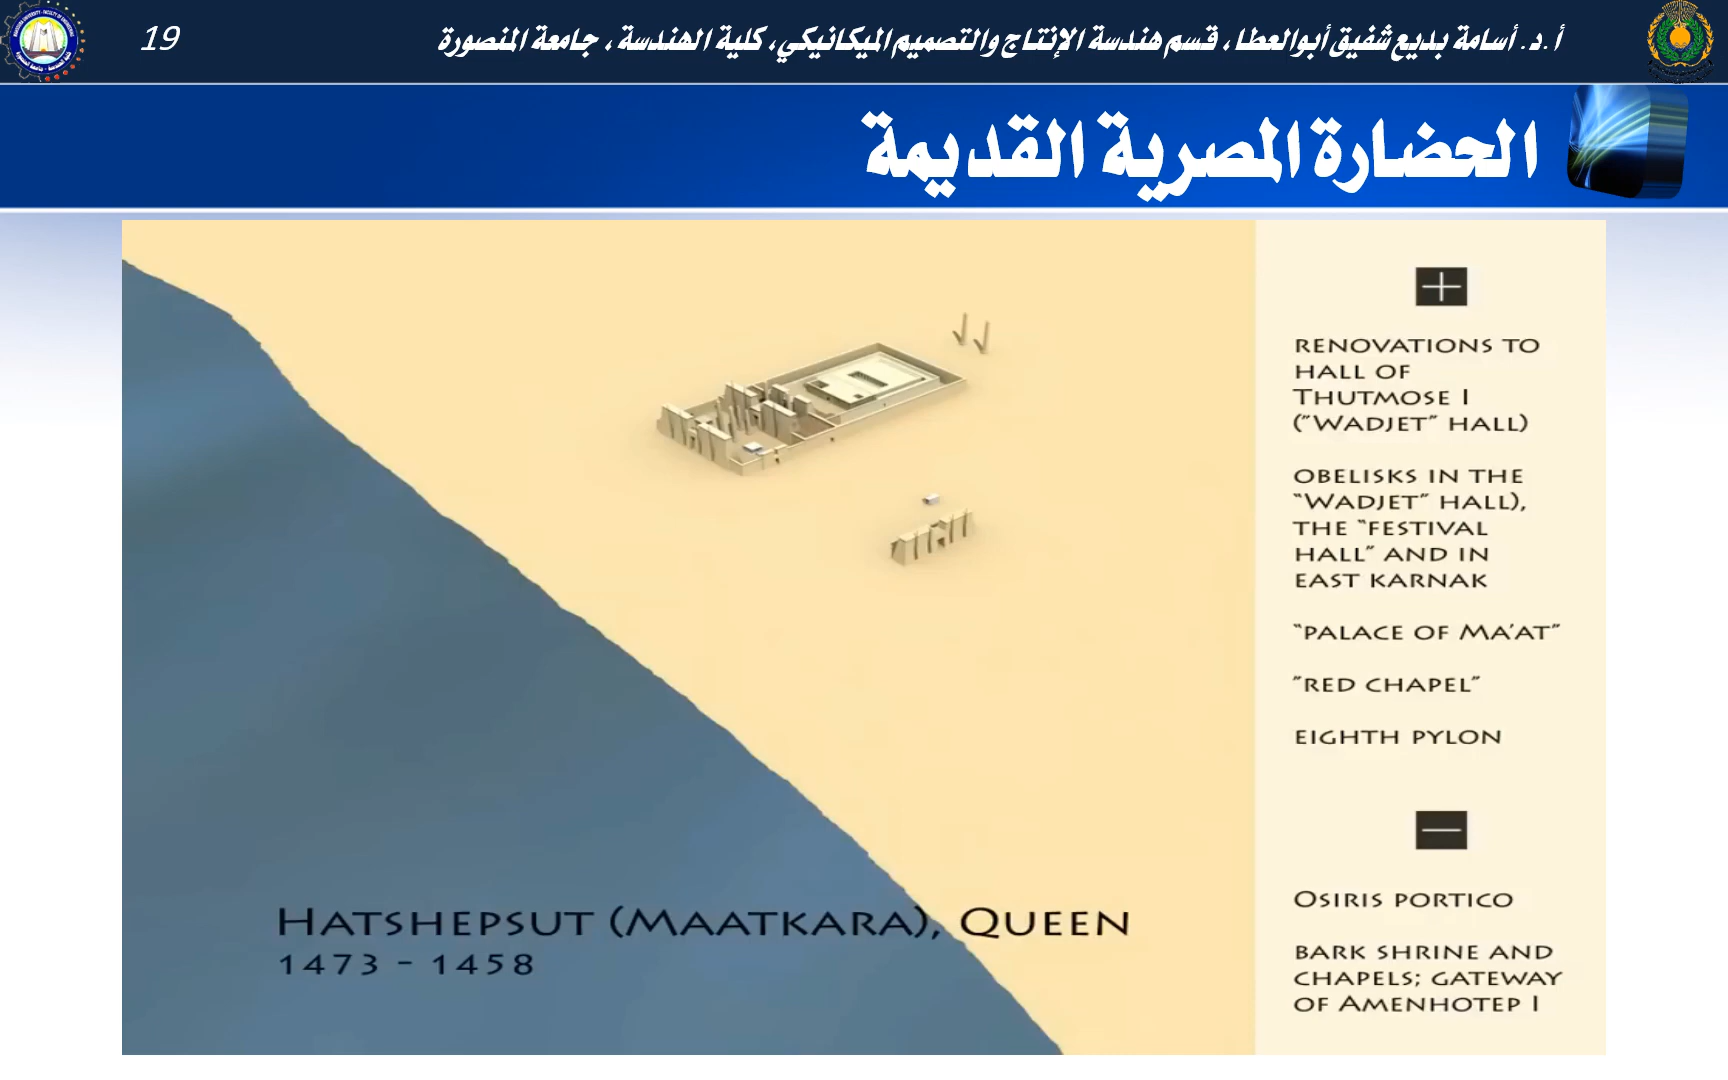 أ.د. أسامة بديع شفيق أبوالعطا ، قسم هندسة الإنتاج والتصميم الميكانيكي، كلية الهندسة ، جامعة المنصورة
19
الحضارة المصرية القديمة
RENOVATIONS TO
HALL OF
THUTMOSE I
("WADJET" HALL)
OBELISKS IN THE
"WADJET" HALL),
THE "FESTIVAL
HALL" AND IN
EAST KARNAK
"PALACE OF MA'AT"
"RED CHAPEL"
EIGHTH PYLON
OSIRIS PORTICO
BARK SHRINE AND
CHAPELS; GATEWAY
OF AMENHOTEP I
HATSHEPSUT (MAATKARA), QUEEN
1473 - 1458